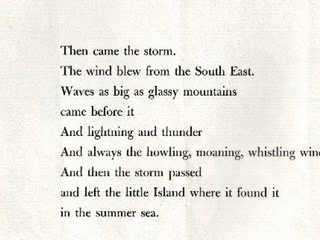 Then came the storm.
The wind blew from the South East.
Waves as big as glassy mountains
came before it
And lightning and thunder
And always the howling, moaning, whistling
And then the storm passed
and left the little Island where it found it
in the summer sea.